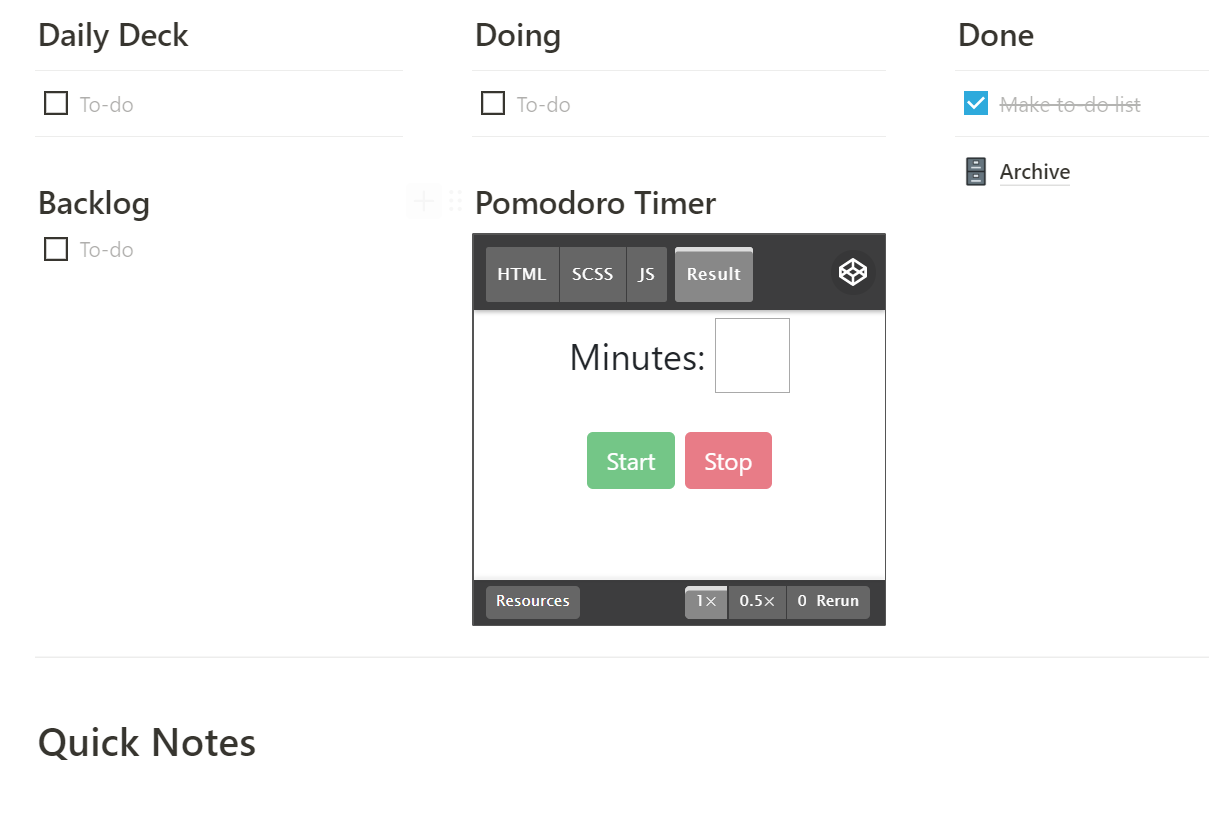 Daily Deck
To-do
Backlog
To-do
Doing
To-do
Pomodoro Timer
HTML SCSS JS Result
Minutes:
Start Stop
Resources 1× 0.5× 0 Rerun
Done
Make to-do list
Archive
Quick Notes